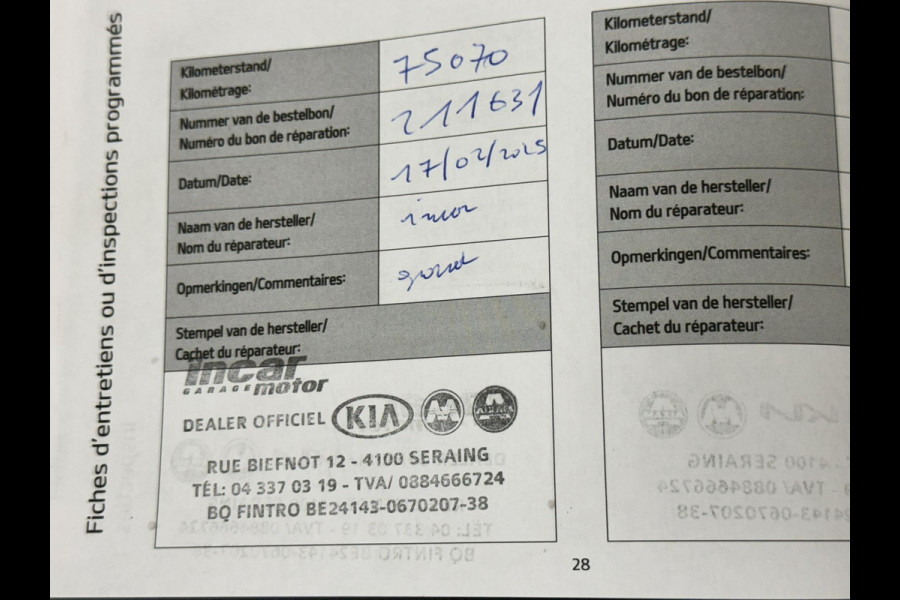 Fiches d'entretiens ou d'inspections programmés
Kilometerstand/
Kilométrage:
75070
Nummer van de bestelbon/
Numéro du bon de réparation:
211631
Datum/Date:
17/02/2025
Naam van de hersteller/
Nom du réparateur:
incar
Opmerkingen/Commentaires:
Stempel van de hersteller/
Cachet du réparateur:
incar
GARAGE motor
DEALER OFFICIEL KIA
RUE BIEFNOT 12 - 4100 SERAING
TÉL: 04 337 03 19 - TVA/ 0884666724
BQ FINTRO BE24143-0670207-38
Kilometerstand/
Kilométrage:
Nummer van de bestelbon/
Numéro du bon de réparation:
Datum/Date:
Naam van de hersteller/
Nom du réparateur:
Opmerkingen/Commentaires:
Stempel van de hersteller/
Cachet du réparateur:
28